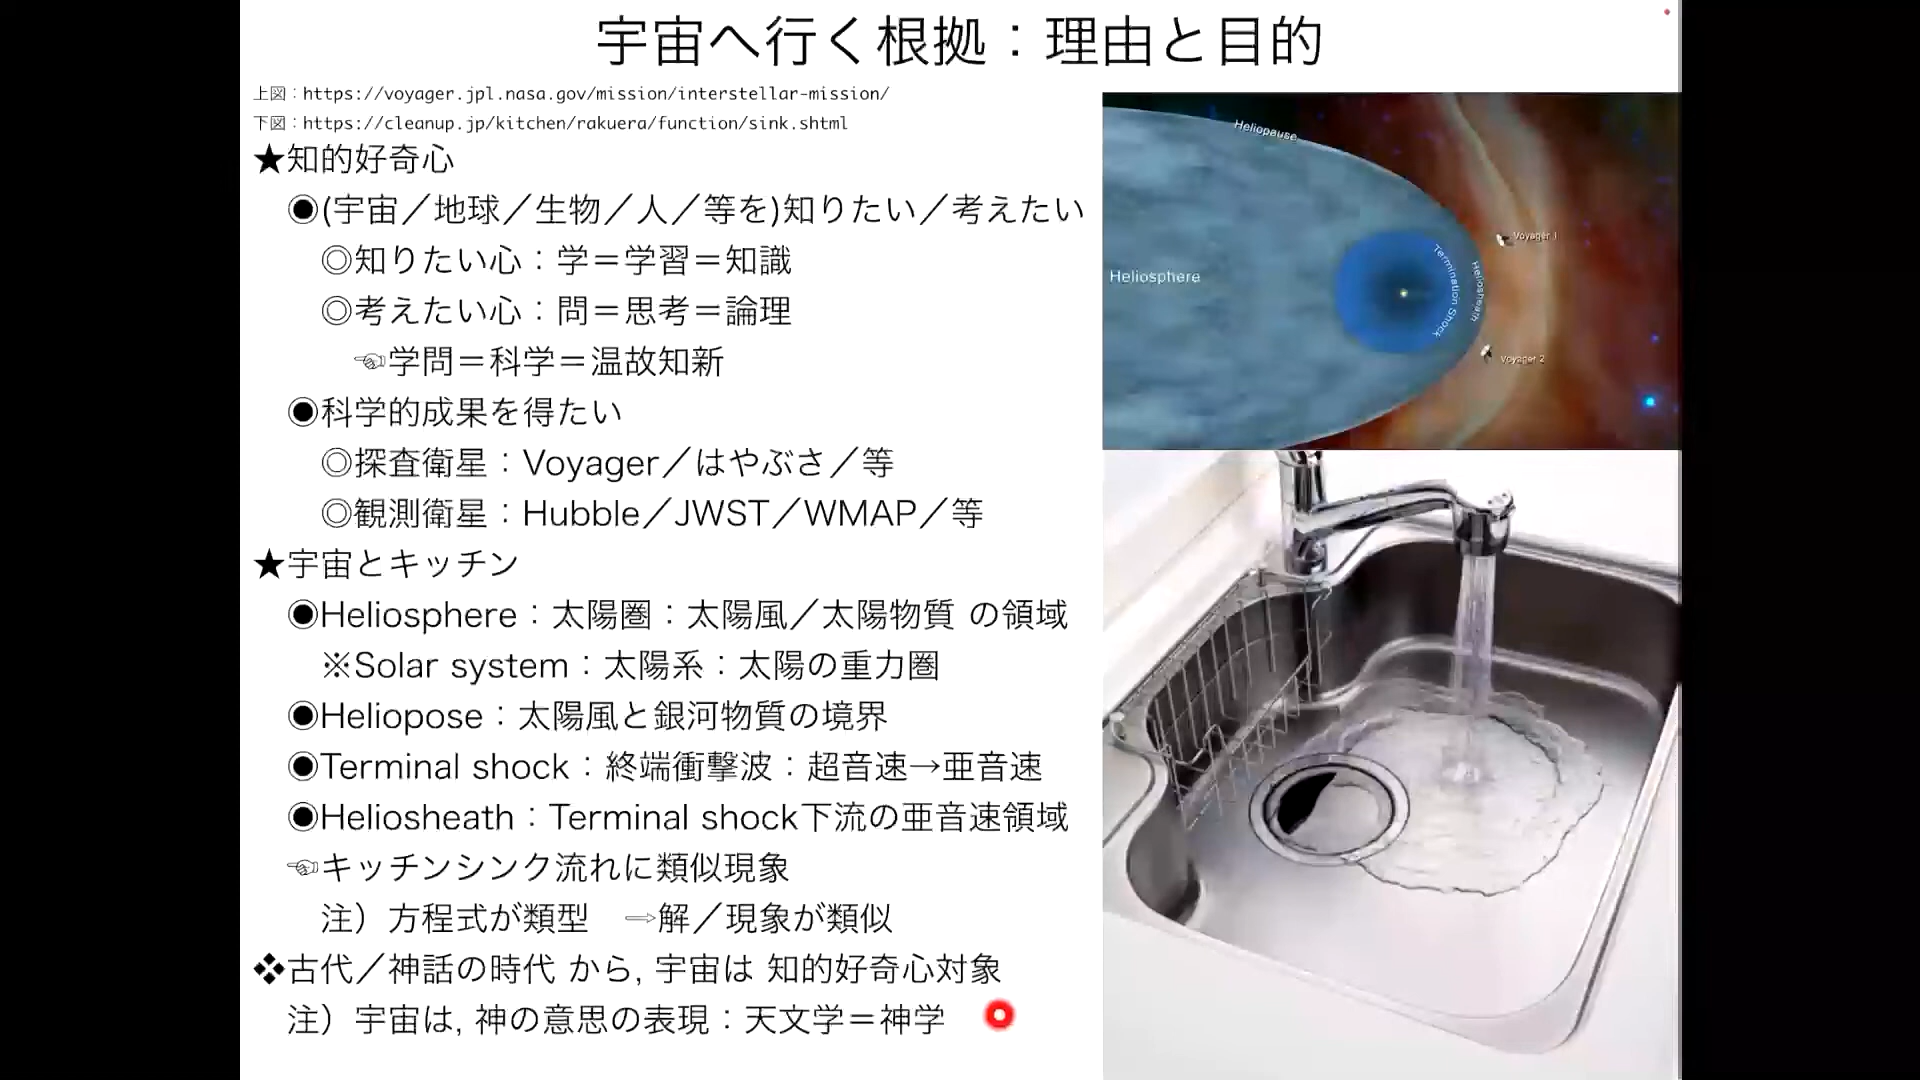 宇宙へ行く根拠：理由と目的
上図：https://voyager.jpl.nasa.gov/mission/interstellar-mission/
下図：https://cleanup.jp/kitchen/rakuera/function/sink.shtml
★知的好奇心
◉(宇宙／地球／生物／人／等を)知りたい／考えたい
◎知りたい心：学＝学習＝知識
◎考えたい心：問＝思考＝論理
☜学問＝科学＝温故知新
◉科学的成果を得たい
◎探査衛星：Voyager／はやぶさ／等
◎観測衛星：Hubble／JWST／WMAP／等
★宇宙とキッチン
◉Heliosphere：太陽圏：太陽風／太陽物質 の領域
※Solar system：太陽系：太陽の重力圏
◉Heliopose：太陽風と銀河物質の境界
◉Terminal shock：終端衝撃波：超音速→亜音速
◉Heliosheath：Terminal shock下流の亜音速領域
☜キッチンシンク流れに類似現象
注）方程式が類型　⇒解／現象が類似
❖古代／神話の時代 から, 宇宙は 知的好奇心対象
注）宇宙は, 神の意思の表現：天文学＝神学
Heliopause
Heliosphere
Termination Shock
Heliosheath
Voyager 1
Voyager 2